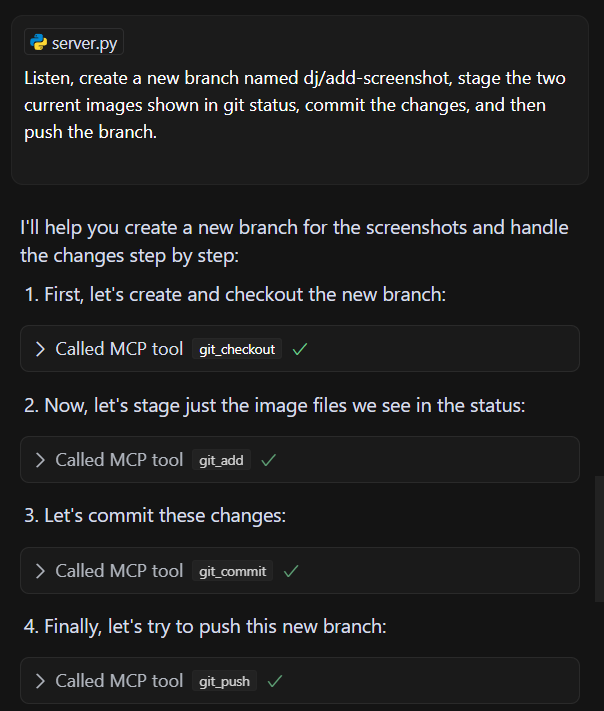 server.py
Listen, create a new branch named dj/add-screenshot, stage the two
current images shown in git status, commit the changes, and then
push the branch.
I'll help you create a new branch for the screenshots and handle
the changes step by step:
1. First, let's create and checkout the new branch:
Called MCP tool git_checkout
2. Now, let's stage just the image files we see in the status:
Called MCP tool git_add
3. Let's commit these changes:
Called MCP tool git_commit
4. Finally, let's try to push this new branch:
Called MCP tool git_push